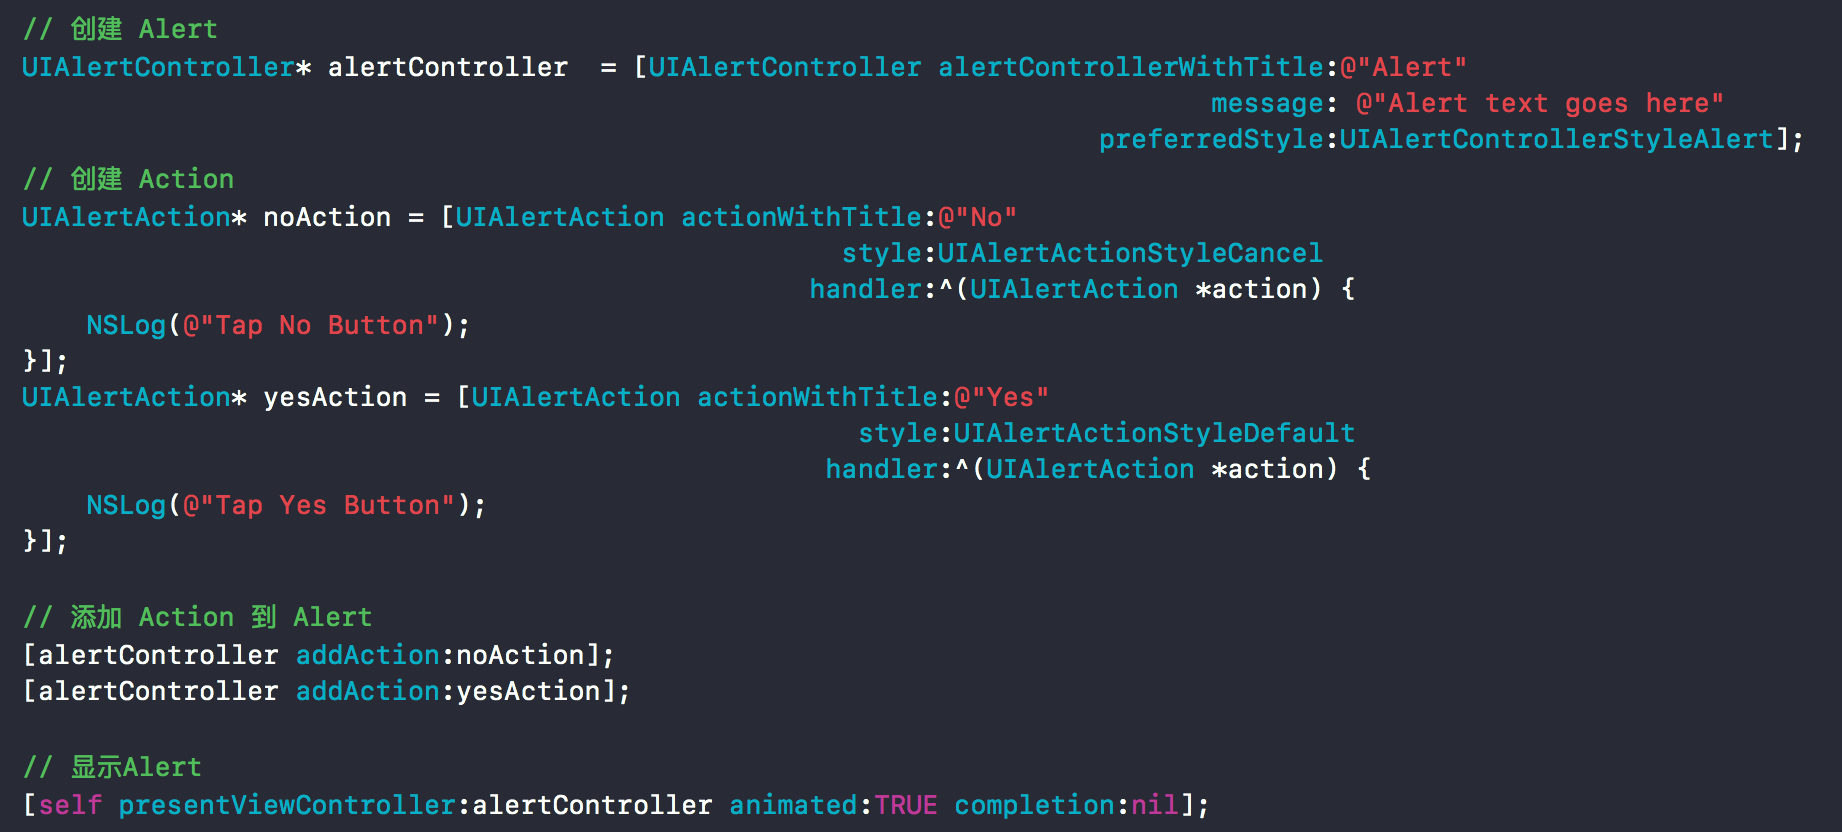 // 创建 Alert
UIAlertController* alertController  = [UIAlertController alertControllerWithTitle:@"Alert"
message: @"Alert text goes here"
preferredStyle:UIAlertControllerStyleAlert];
// 创建 Action
UIAlertAction* noAction = [UIAlertAction actionWithTitle:@"No"
style:UIAlertActionStyleCancel
handler:^(UIAlertAction *action) {
NSLog(@"Tap No Button");
}];
UIAlertAction* yesAction = [UIAlertAction actionWithTitle:@"Yes"
style:UIAlertActionStyleDefault
handler:^(UIAlertAction *action) {
NSLog(@"Tap Yes Button");
}];
// 添加 Action 到 Alert
[alertController addAction:noAction];
[alertController addAction:yesAction];
// 显示Alert
[self presentViewController:alertController animated:TRUE completion:nil];